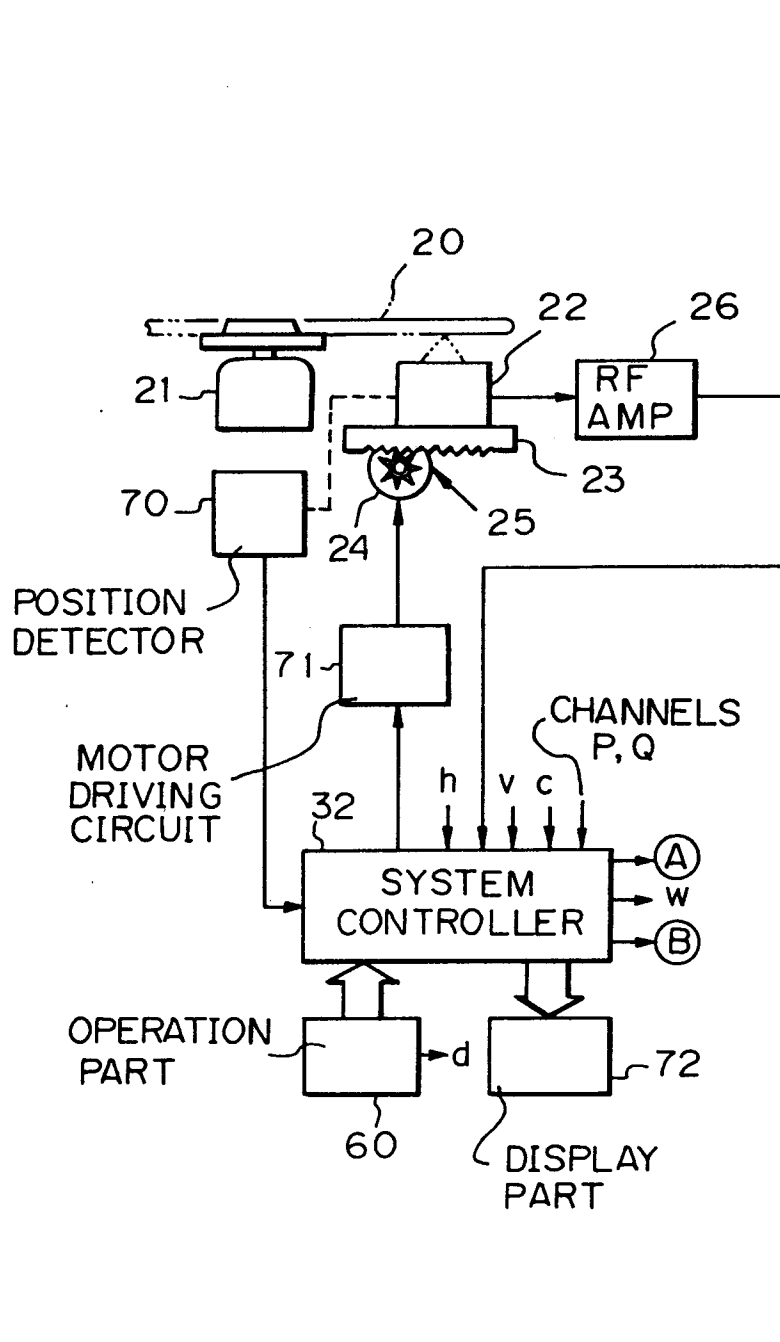 20
22
26
21
RF
AMP
23
70
24
25
POSITION
DETECTOR
71
CHANNELS
P, Q
MOTOR
DRIVING
CIRCUIT
32
h
v
c
SYSTEM
CONTROLLER
A
w
B
OPERATION
PART
d
72
60
DISPLAY
PART